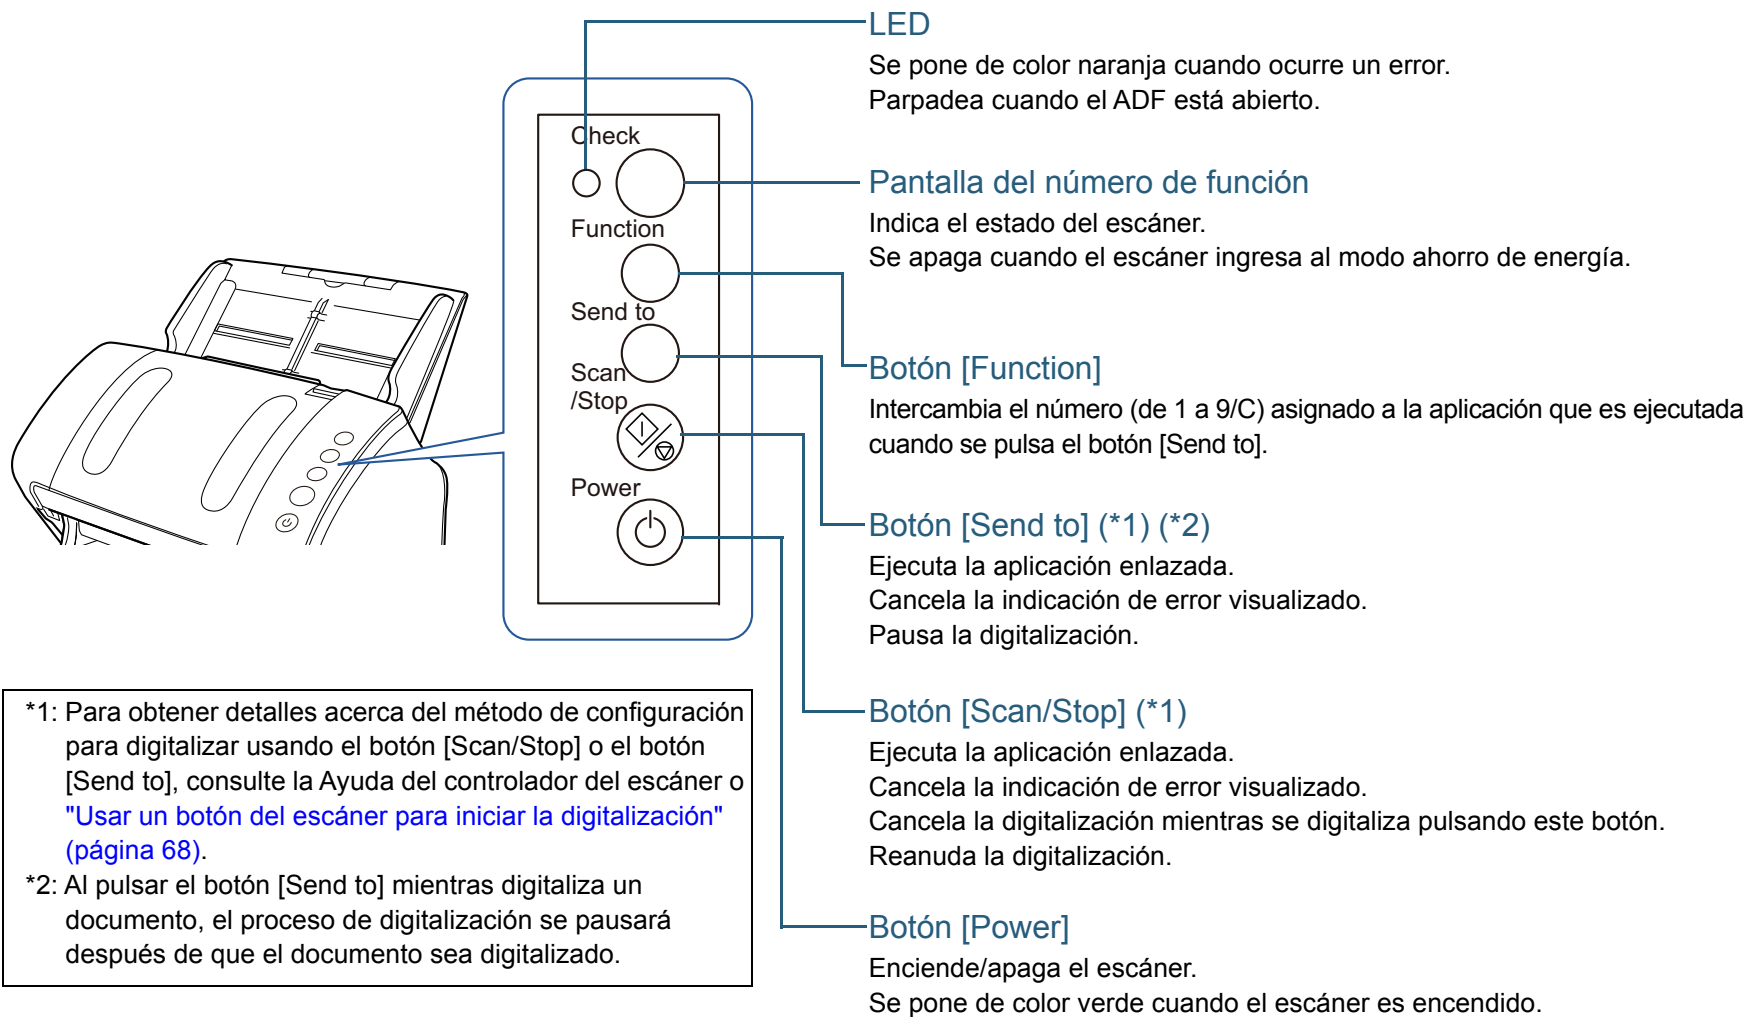 LED
Se pone de color naranja cuando ocurre un error.
Parpadea cuando el ADF está abierto.
Check
Pantalla del número de función
Indica el estado del escáner.
Se apaga cuando el escáner ingresa al modo ahorro de energía.
Function
Send to
Botón [Function]
Intercambia el número (de 1 a 9/C) asignado a la aplicación que es ejecutada
cuando se pulsa el botón [Send to].
Scan
/Stop
Power
Botón [Send to] (*1) (*2)
Ejecuta la aplicación enlazada.
Cancela la indicación de error visualizado.
Pausa la digitalización.
Botón [Scan/Stop] (*1)
Ejecuta la aplicación enlazada.
Cancela la indicación de error visualizado.
Cancela la digitalización mientras se digitaliza pulsando este botón.
Reanuda la digitalización.
Botón [Power]
Enciende/apaga el escáner.
Se pone de color verde cuando el escáner es encendido.
*1: Para obtener detalles acerca del método de configuración
para digitalizar usando el botón [Scan/Stop] o el botón
[Send to], consulte la Ayuda del controlador del escáner o
"Usar un botón del escáner para iniciar la digitalización"
(página 68).
*2: Al pulsar el botón [Send to] mientras digitaliza un
documento, el proceso de digitalización se pausará
después de que el documento sea digitalizado.